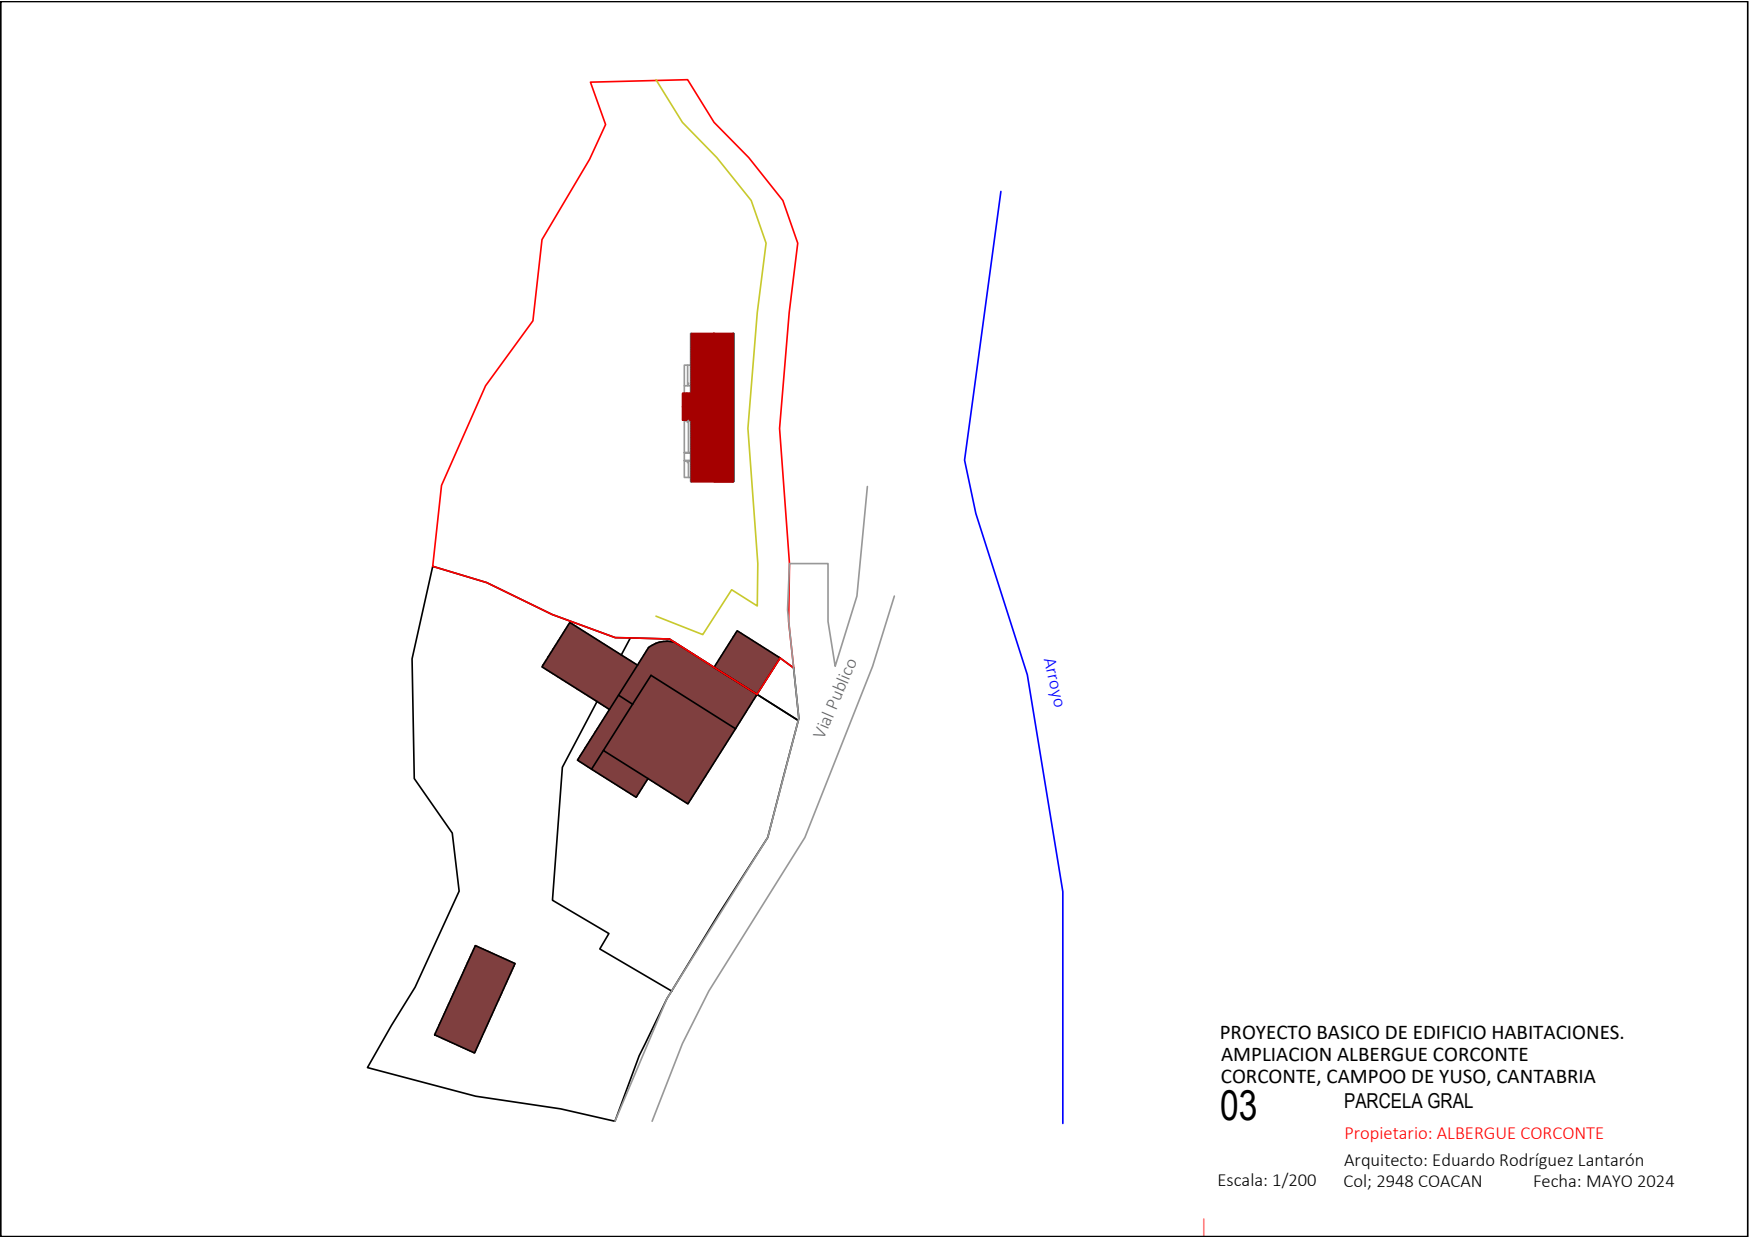 Vial Publico
Arroyo
PROYECTO BASICO DE EDIFICIO HABITACIONES.
AMPLIACION ALBERGUE CORCONTE
CORCONTE, CAMPOO DE YUSO, CANTABRIA
03 PARCELA GRAL
Propietario: ALBERGUE CORCONTE
Arquitecto: Eduardo Rodríguez Lantarón
Escala: 1/200 Col; 2948 COACAN Fecha: MAYO 2024